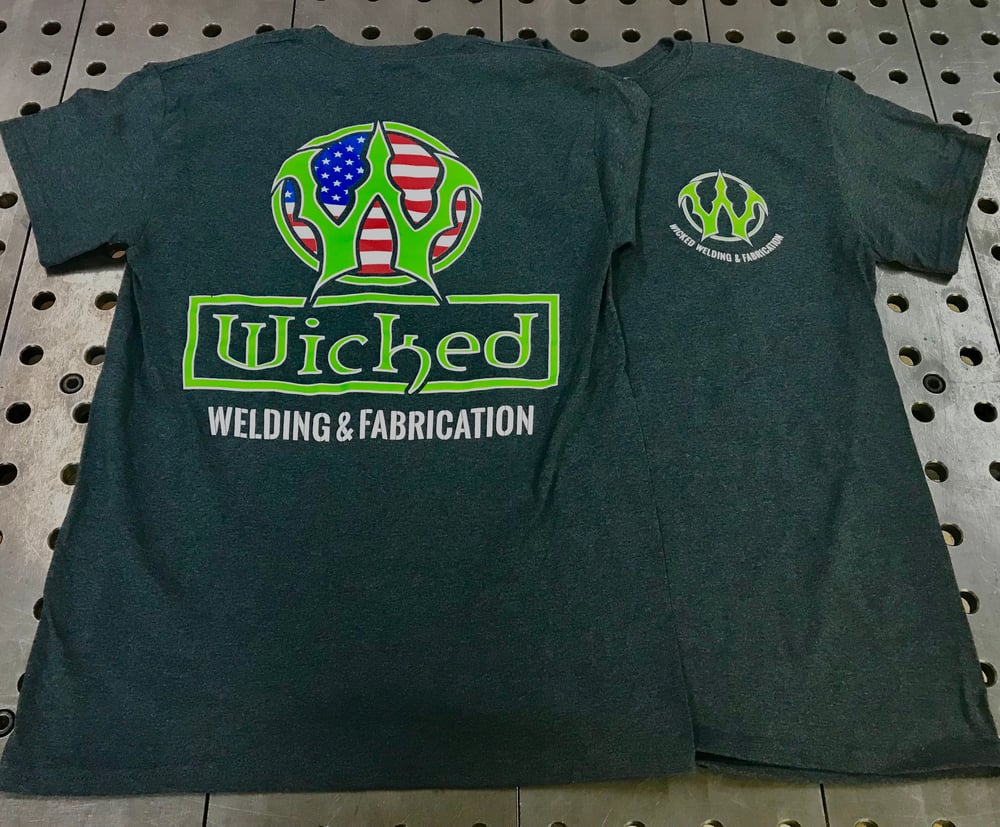 Wicked
WELDING & FABRICATION
W
WICKED WELDING & FABRICATION